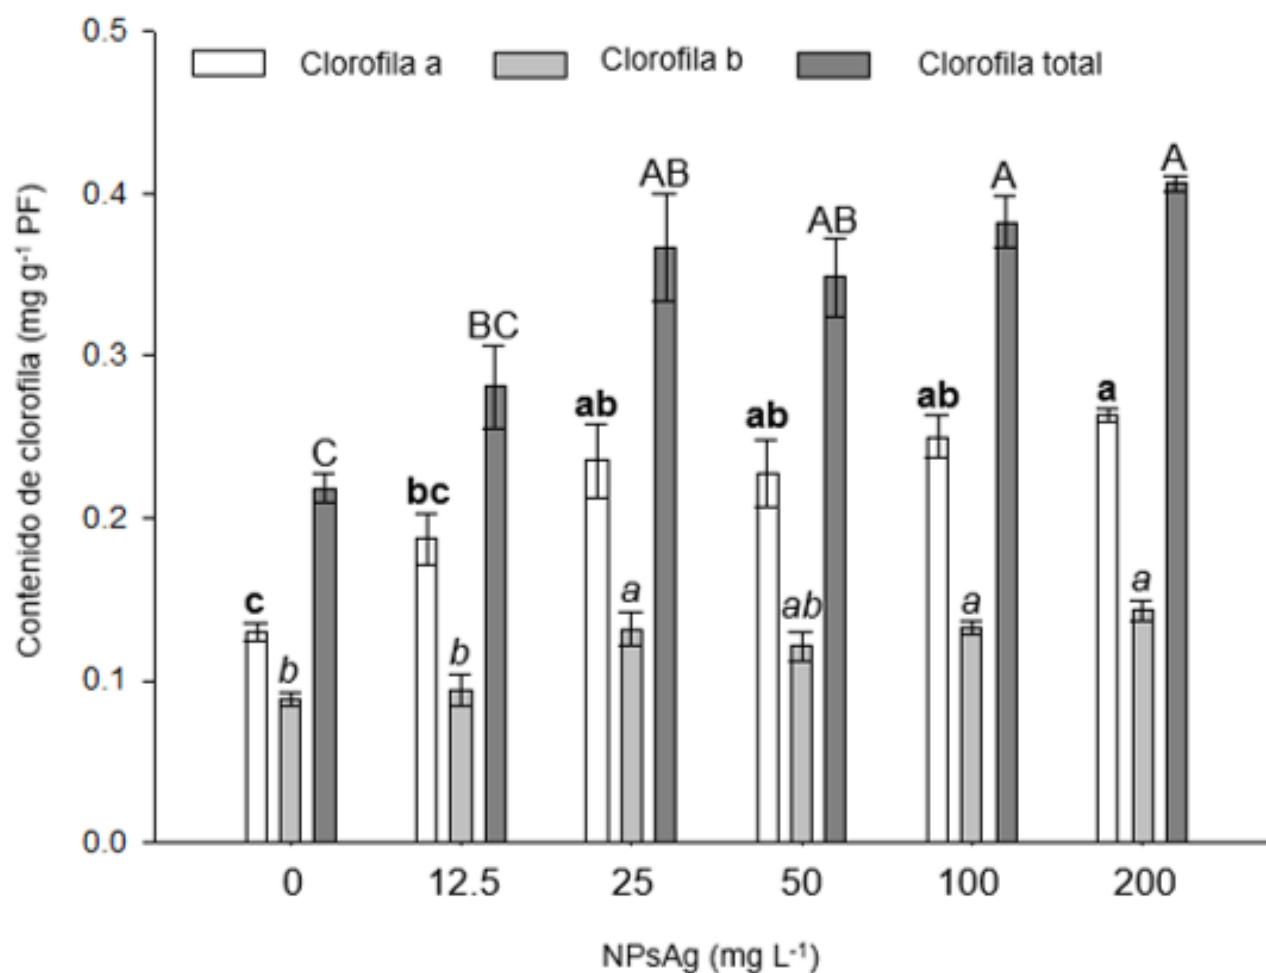 Contenido de clorofila (mg g⁻¹ PF)
0.5
0.4
0.3
0.2
0.1
0.0
Clorofila a
Clorofila b
Clorofila total
c
b
C
bc
b
BC
ab
a
AB
ab
ab
AB
ab
a
A
a
a
A
0
12.5
25
50
100
200
NPsAg (mg L⁻¹)